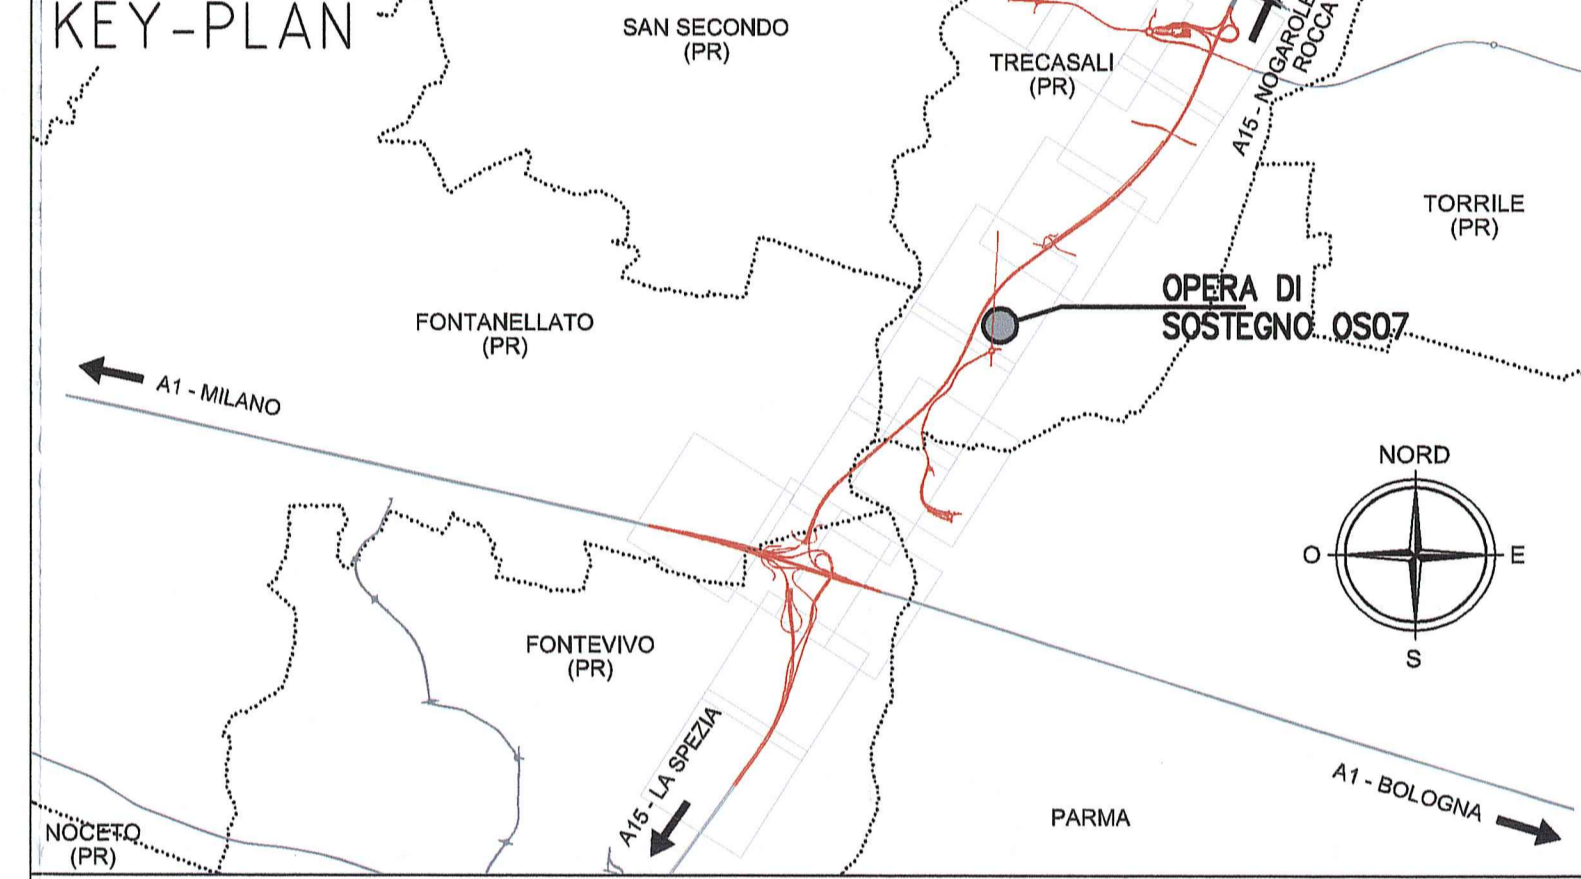 KEY-PLAN
SAN SECONDO
(PR)
TRECASALI
(PR)
A15 - NOGAROLE
ROCCA
TORRILE
(PR)
OPERA DI
SOSTEGNO OS07
FONTANELLATO
(PR)
A1 - MILANO
NORD
O
E
S
FONTEVIVO
(PR)
A15 - LA SPEZIA
A1 - BOLOGNA
PARMA
NOCETO
(PR)